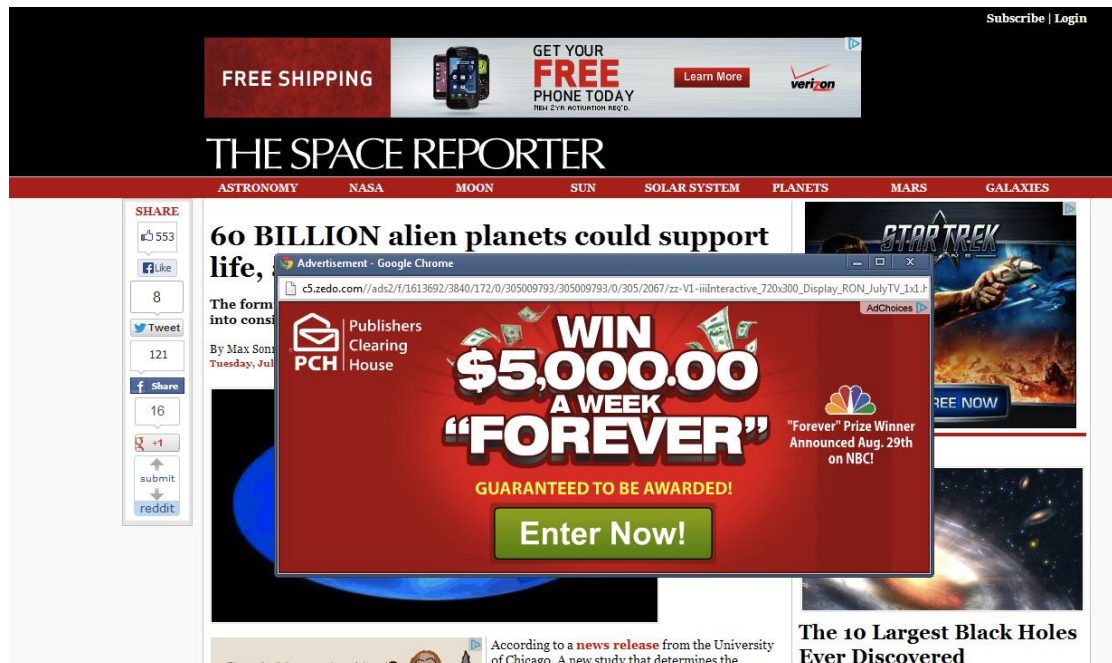 Subscribe | Login
FREE SHIPPING
GET YOUR
FREE
PHONE TODAY
NEW 2YR ACTIVATION REQ'D.
Learn More
verizon
THE SPACE REPORTER
ASTRONOMY NASA MOON SUN SOLAR SYSTEM PLANETS MARS GALAXIES
SHARE
553
Like
8
Tweet
121
Share
16
+1
submit
reddit
60 BILLION alien planets could support
life,
The form
into consi
By Max Sonn
Tuesday, Jul
Advertisement - Google Chrome
c5.zedo.com//ads2/f/1613692/3840/172/0/305009793/305009793/0/305/2067/zz-V1-iiiInteractive_720x300_Display_RON_JulyTV_1x1.h
AdChoices
Publishers
Clearing
House
PCH
WIN
$5,000.00
A WEEK
"FOREVER"
GUARANTEED TO BE AWARDED!
Enter Now!
"Forever" Prize Winner
Announced Aug. 29th
on NBC!
STAR TREK
REE NOW
According to a news release from the University
of Chicago, A new study that determines the
The 10 Largest Black Holes
Ever Discovered